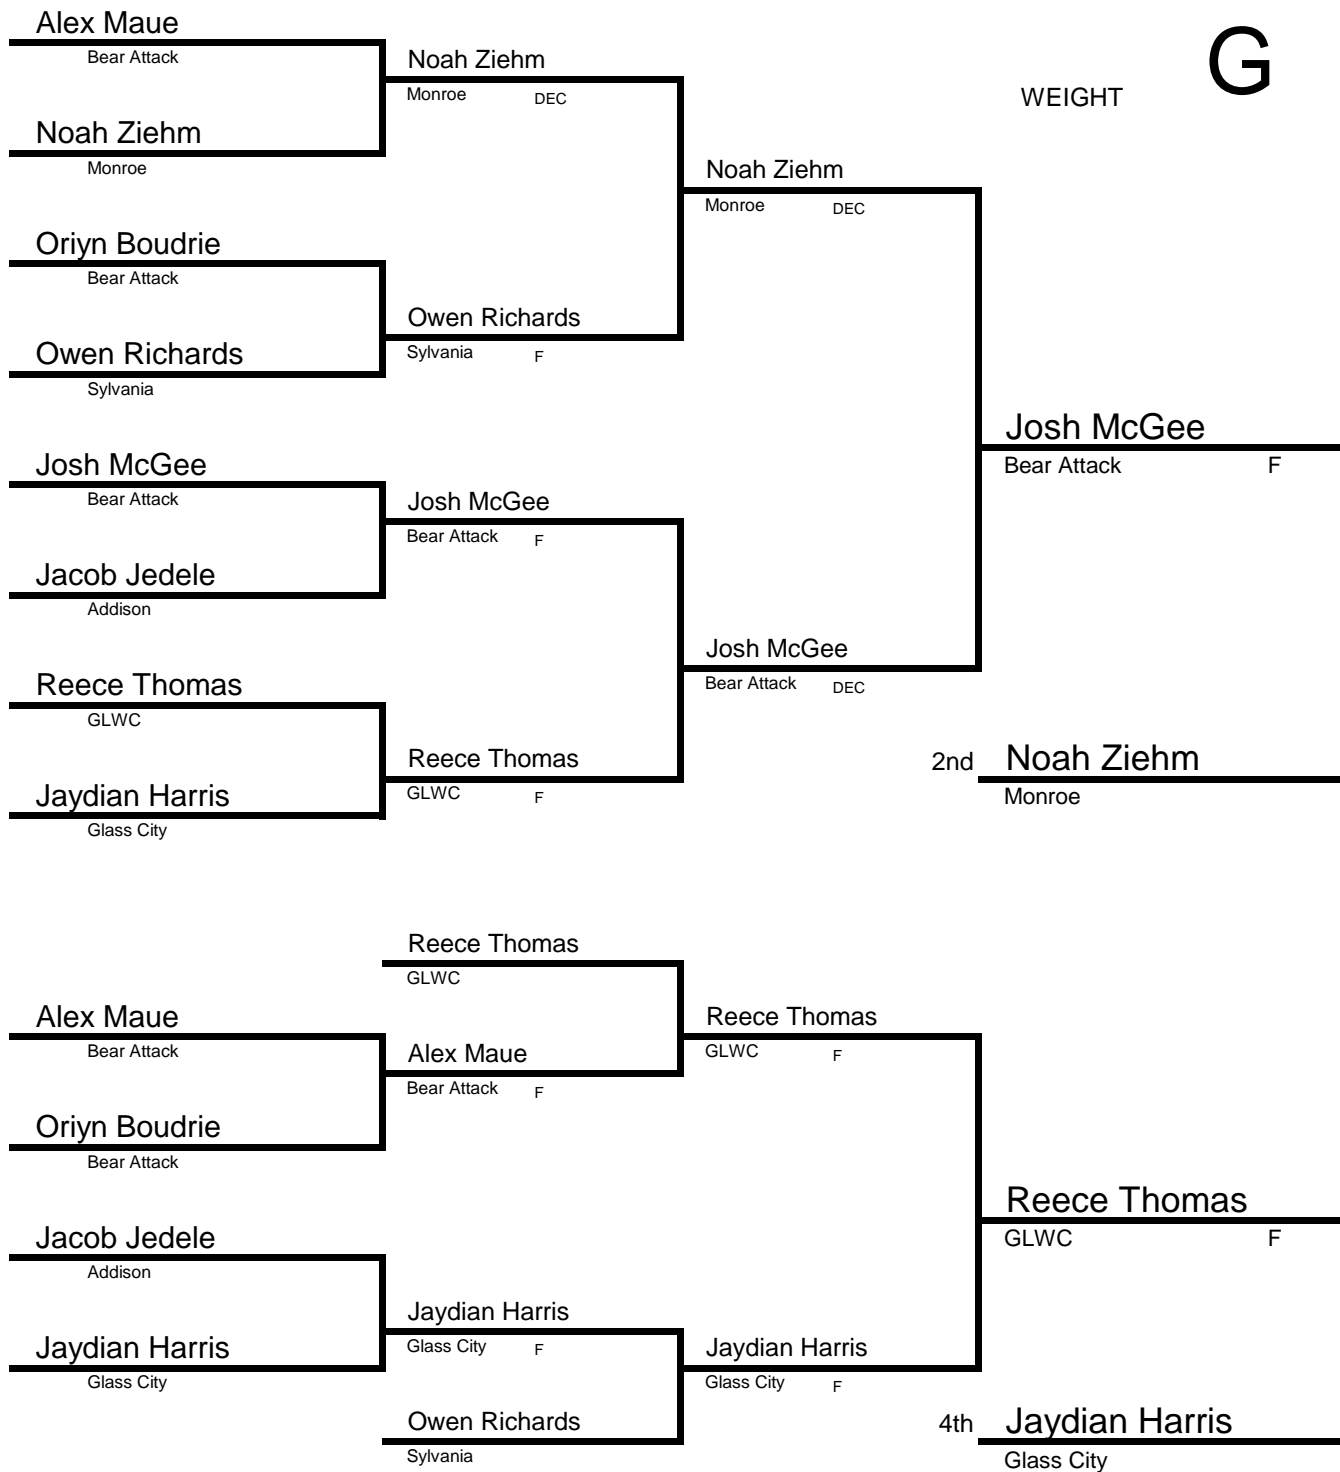 Alex Maue
Bear Attack
Noah Ziehm
Monroe DEC
WEIGHT G
Noah Ziehm
Monroe
Noah Ziehm
Monroe DEC
Oriyn Boudrie
Bear Attack
Owen Richards
Sylvania F
Owen Richards
Sylvania
Josh McGee
Bear Attack F
Josh McGee
Bear Attack
Josh McGee
Bear Attack F
Jacob Jedele
Addison
Josh McGee
Bear Attack DEC
Reece Thomas
GLWC
Reece Thomas
GLWC F
2nd Noah Ziehm
Monroe
Jaydian Harris
Glass City
Reece Thomas
GLWC
Alex Maue
Bear Attack
Reece Thomas
GLWC F
Alex Maue
Bear Attack F
Oriyn Boudrie
Bear Attack
Reece Thomas
GLWC F
Jacob Jedele
Addison
Jaydian Harris
Glass City F
Jaydian Harris
Glass City
Jaydian Harris
Glass City F
Owen Richards
Sylvania
4th Jaydian Harris
Glass City